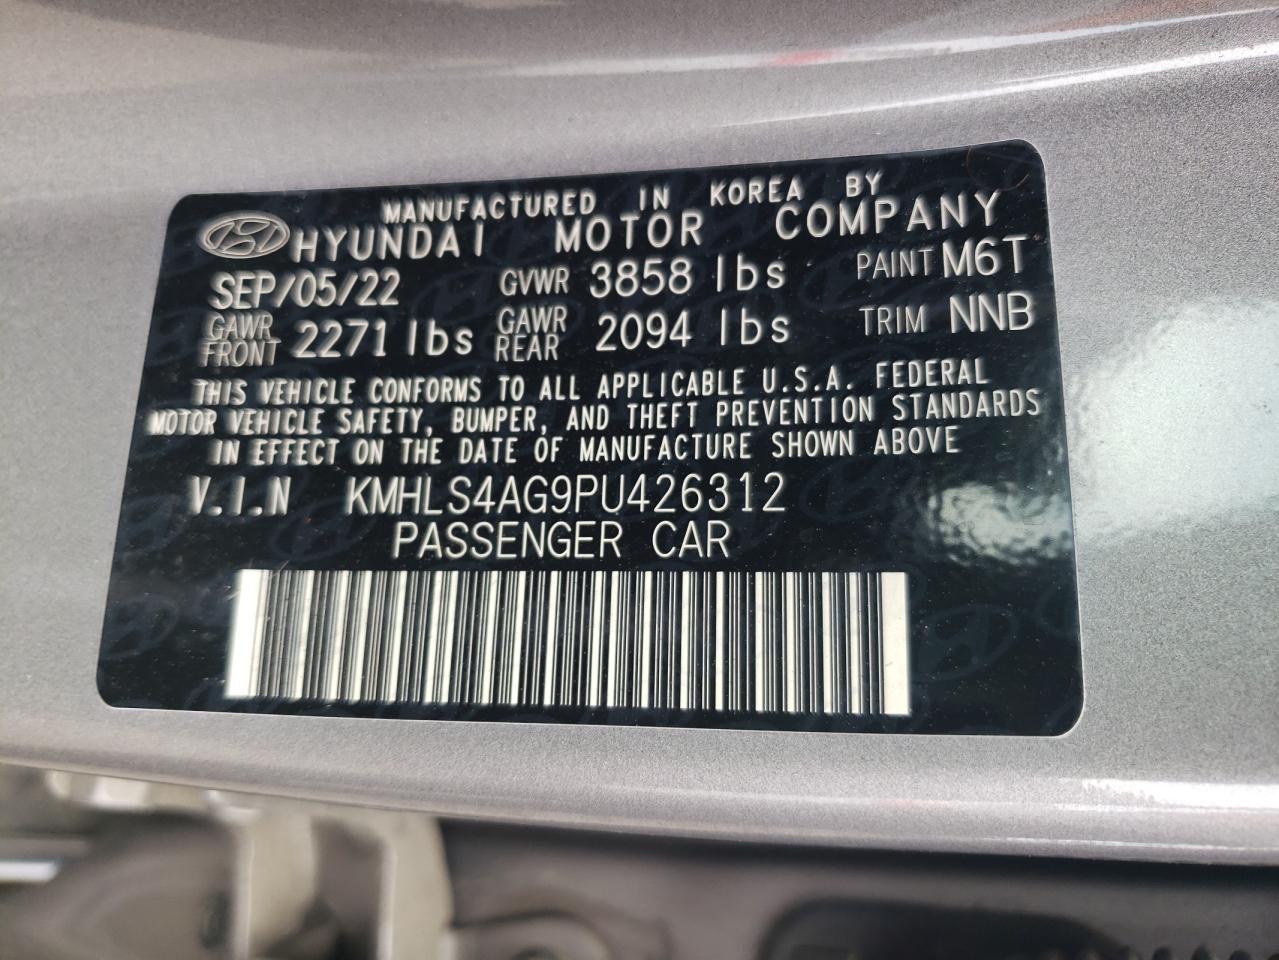 MANUFACTURED IN KOREA BY
HYUNDAI MOTOR COMPANY
SEP/05/22 GVWR 3858 lbs PAINT M6T
GAWR FRONT 2271 lbs GAWR REAR 2094 lbs TRIM NNB
THIS VEHICLE CONFORMS TO ALL APPLICABLE U.S.A. FEDERAL
MOTOR VEHICLE SAFETY, BUMPER, AND THEFT PREVENTION STANDARDS
IN EFFECT ON THE DATE OF MANUFACTURE SHOWN ABOVE
V.I.N KMHLS4AG9PU426312
PASSENGER CAR